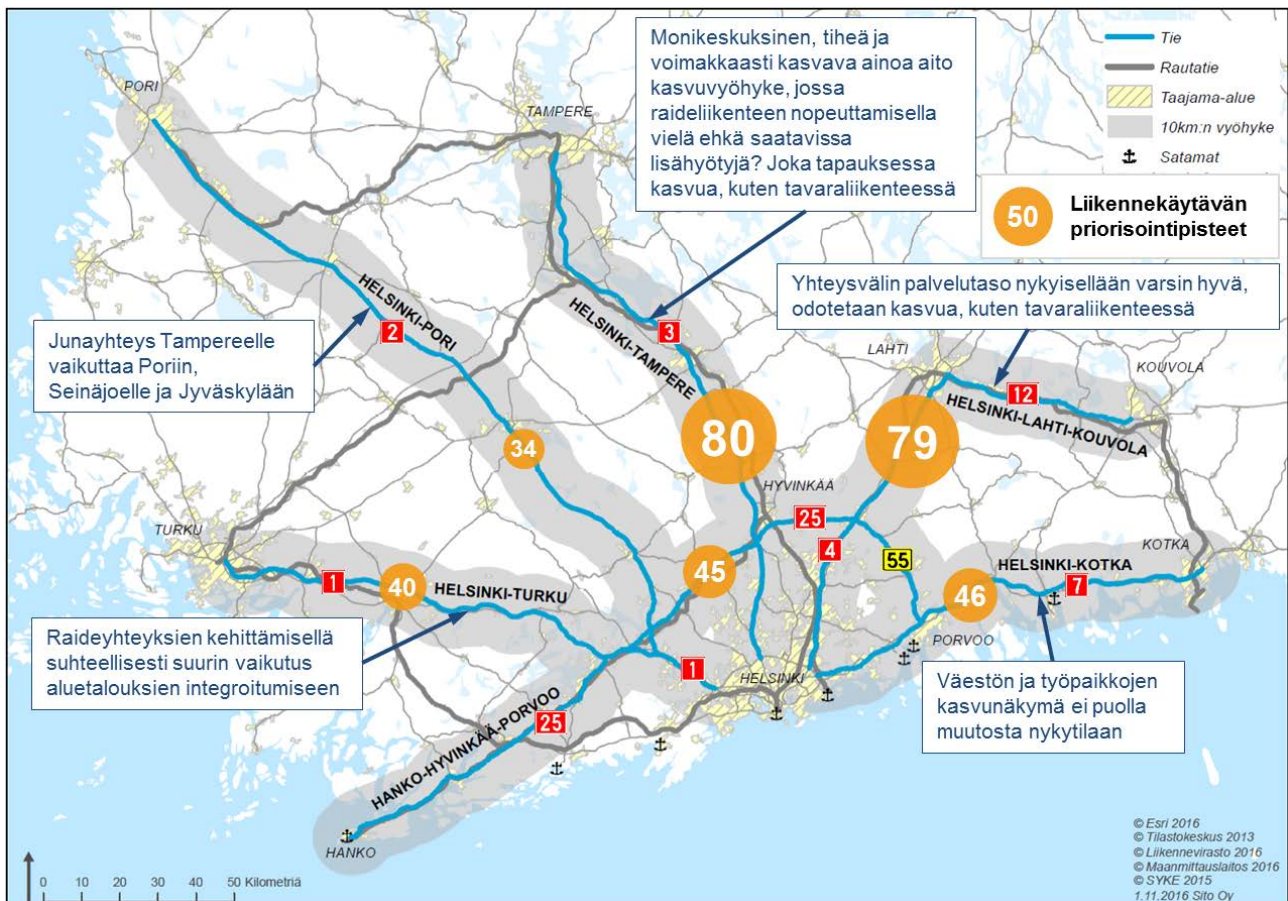 PORI
TAMPERE
Monikeskuksinen, tiheä ja
voimakkaasti kasvava ainoa aito
kasvuvyöhyke, jossa
raideliikenteen nopeuttamisella
vielä ehkä saatavissa
lisähyötyjä? Joka tapauksessa
kasvua, kuten tavaraliikenteessä
Tie
Rautatie
Taajama-alue
10km:n vyöhyke
Satamat
50
Liikennekäytävän
priorisointipisteet
Yhteysvälin palvelutaso nykyisellään varsin hyvä,
odotetaan kasvua, kuten tavaraliikenteessä
Junayhteys Tampereelle
vaikuttaa Poriin,
Seinäjoelle ja Jyväskylään
HELSINKI-PORI
2
HELSINKI-TAMPERE
3
LAHTI
KOUVOLA
12
HELSINKI-LAHTI-KOUVOLA
34
80
79
HYVINKÄÄ
25
4
55
TURKU
1
40
HELSINKI-TURKU
45
46
HELSINKI-KOTKA
7
KOTKA
PORVOO
Raideyhteyksien kehittämisellä
suhteellisesti suurin vaikutus
aluetalouksien integroitumiseen
1
HELSINKI
Väestön ja työpaikkojen
kasvunäkymä ei puolla
muutosta nykytilaan
HANKO-HYVINKÄÄ-PORVOO
25
HANKO
0 10 20 30 40 50 Kilometriä
© Esri 2016
© Tilastokeskus 2013
© Liikennevirasto 2016
© Maanmittauslaitos 2016
© SYKE 2015
1.11.2016 Sito Oy